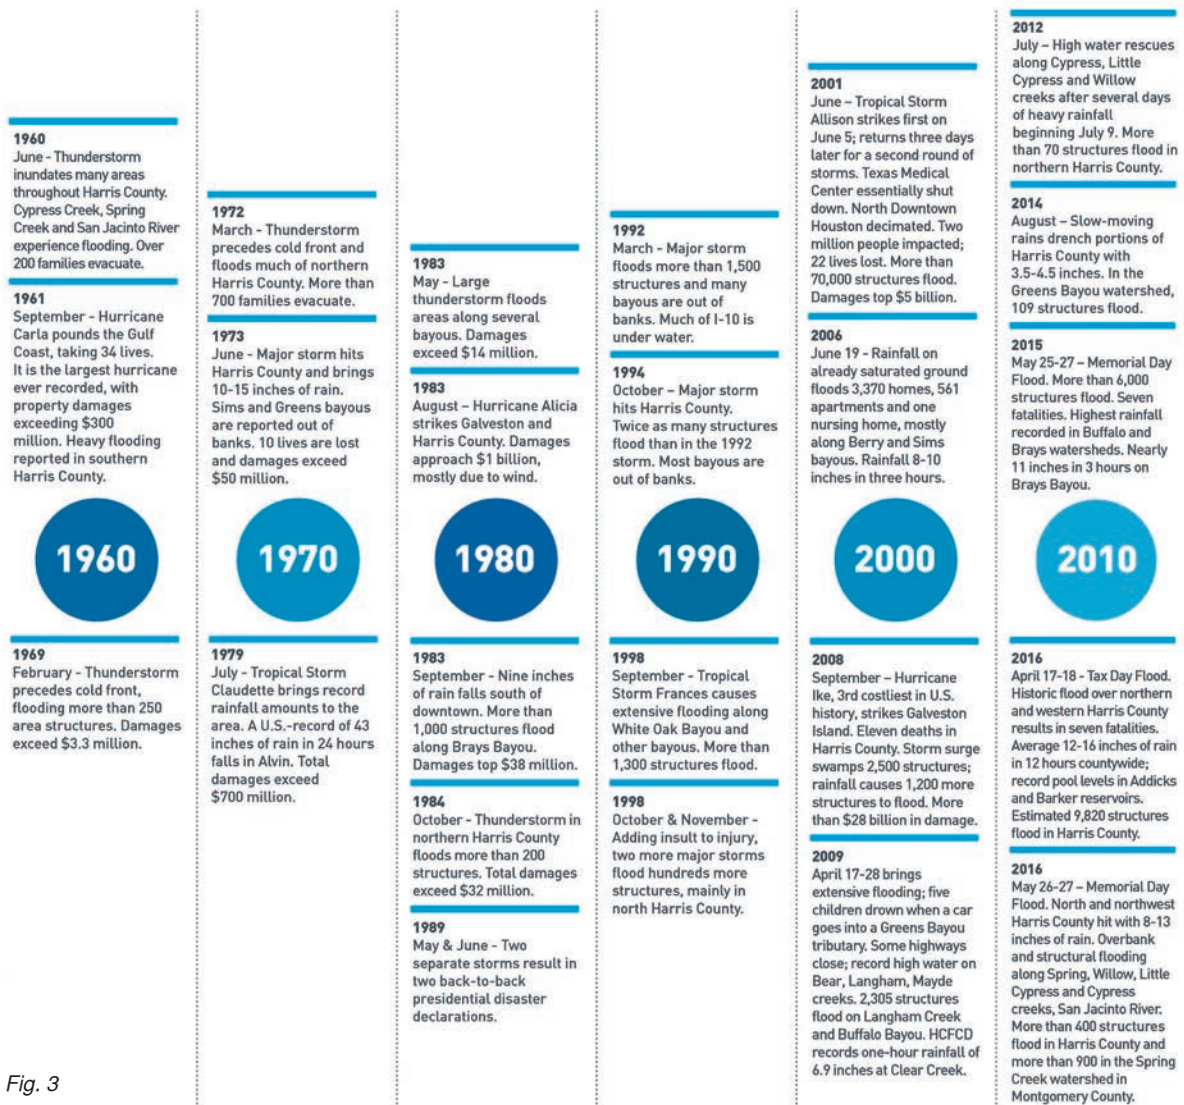 1960
June - Thunderstorm
inundates many areas
throughout Harris County.
Cypress Creek, Spring
Creek and San Jacinto River
experience flooding. Over
200 families evacuate.
1961
September - Hurricane
Carla pounds the Gulf
Coast, taking 34 lives.
It is the largest hurricane
ever recorded, with
property damages
exceeding $300
million. Heavy flooding
reported in southern
Harris County.
1960
1969
February - Thunderstorm
precedes cold front,
flooding more than 250
area structures. Damages
exceed $3.3 million.
1972
March - Thunderstorm
precedes cold front and
floods much of northern
Harris County. More than
700 families evacuate.
1973
June - Major storm hits
Harris County and brings
10-15 inches of rain.
Sims and Greens bayous
are reported out of
banks. 10 lives are lost
and damages exceed
$50 million.
1970
1979
July - Tropical Storm
Claudette brings record
rainfall amounts to the
area. A U.S.-record of 43
inches of rain in 24 hours
falls in Alvin. Total
damages exceed
$700 million.
1983
May - Large
thunderstorm floods
areas along several
bayous. Damages
exceed $14 million.
1983
August – Hurricane Alicia
strikes Galveston and
Harris County. Damages
approach $1 billion,
mostly due to wind.
1980
1983
September - Nine inches
of rain falls south of
downtown. More than
1,000 structures flood
along Brays Bayou.
Damages top $38 million.
1984
October - Thunderstorm in
northern Harris County
floods more than 200
structures. Total damages
exceed $32 million.
1989
May & June - Two
separate storms result in
two back-to-back
presidential disaster
declarations.
1992
March - Major storm
floods more than 1,500
structures and many
bayous are out of
banks. Much of I-10 is
under water.
1994
October – Major storm
hits Harris County.
Twice as many structures
flood than in the 1992
storm. Most bayous are
out of banks.
1990
1998
September - Tropical
Storm Frances causes
extensive flooding along
White Oak Bayou and
other bayous. More than
1,300 structures flood.
1998
October & November -
Adding insult to injury,
two more major storms
flood hundreds more
structures, mainly in
north Harris County.
2001
June – Tropical Storm
Allison strikes first on
June 5; returns three days
later for a second round of
storms. Texas Medical
Center essentially shut
down. North Downtown
Houston decimated. Two
million people impacted;
22 lives lost. More than
70,000 structures flood.
Damages top $5 billion.
2006
June 19 - Rainfall on
already saturated ground
floods 3,370 homes, 561
apartments and one
nursing home, mostly
along Berry and Sims
bayous. Rainfall 8-10
inches in three hours.
2000
2008
September – Hurricane
Ike, 3rd costliest in U.S.
history, strikes Galveston
Island. Eleven deaths in
Harris County. Storm surge
swamps 2,500 structures;
rainfall causes 1,200 more
structures to flood. More
than $28 billion in damage.
2009
April 17-28 brings
extensive flooding; five
children drown when a car
goes into a Greens Bayou
tributary. Some highways
close; record high water on
Bear, Langham, Mayde
creeks. 2,305 structures
flood on Langham Creek
and Buffalo Bayou. HCFCD
records one-hour rainfall of
6.9 inches at Clear Creek.
2012
July – High water rescues
along Cypress, Little
Cypress and Willow
creeks after several days
of heavy rainfall
beginning July 9. More
than 70 structures flood in
northern Harris County.
2014
August – Slow-moving
rains drench portions of
Harris County with
3.5-4.5 inches. In the
Greens Bayou watershed,
109 structures flood.
2015
May 25-27 – Memorial Day
Flood. More than 6,000
structures flood. Seven
fatalities. Highest rainfall
recorded in Buffalo and
Brays watersheds. Nearly
11 inches in 3 hours on
Brays Bayou.
2010
2016
April 17-18 - Tax Day Flood.
Historic flood over northern
and western Harris County
results in seven fatalities.
Average 12-16 inches of rain
in 12 hours countywide;
record pool levels in Addicks
and Barker reservoirs.
Estimated 9,820 structures
flood in Harris County.
2016
May 26-27 – Memorial Day
Flood. North and northwest
Harris County hit with 8-13
inches of rain. Overbank
and structural flooding
along Spring, Willow, Little
Cypress and Cypress
creeks, San Jacinto River.
More than 400 structures
flood in Harris County and
more than 900 in the Spring
Creek watershed in
Montgomery County.
Fig. 3